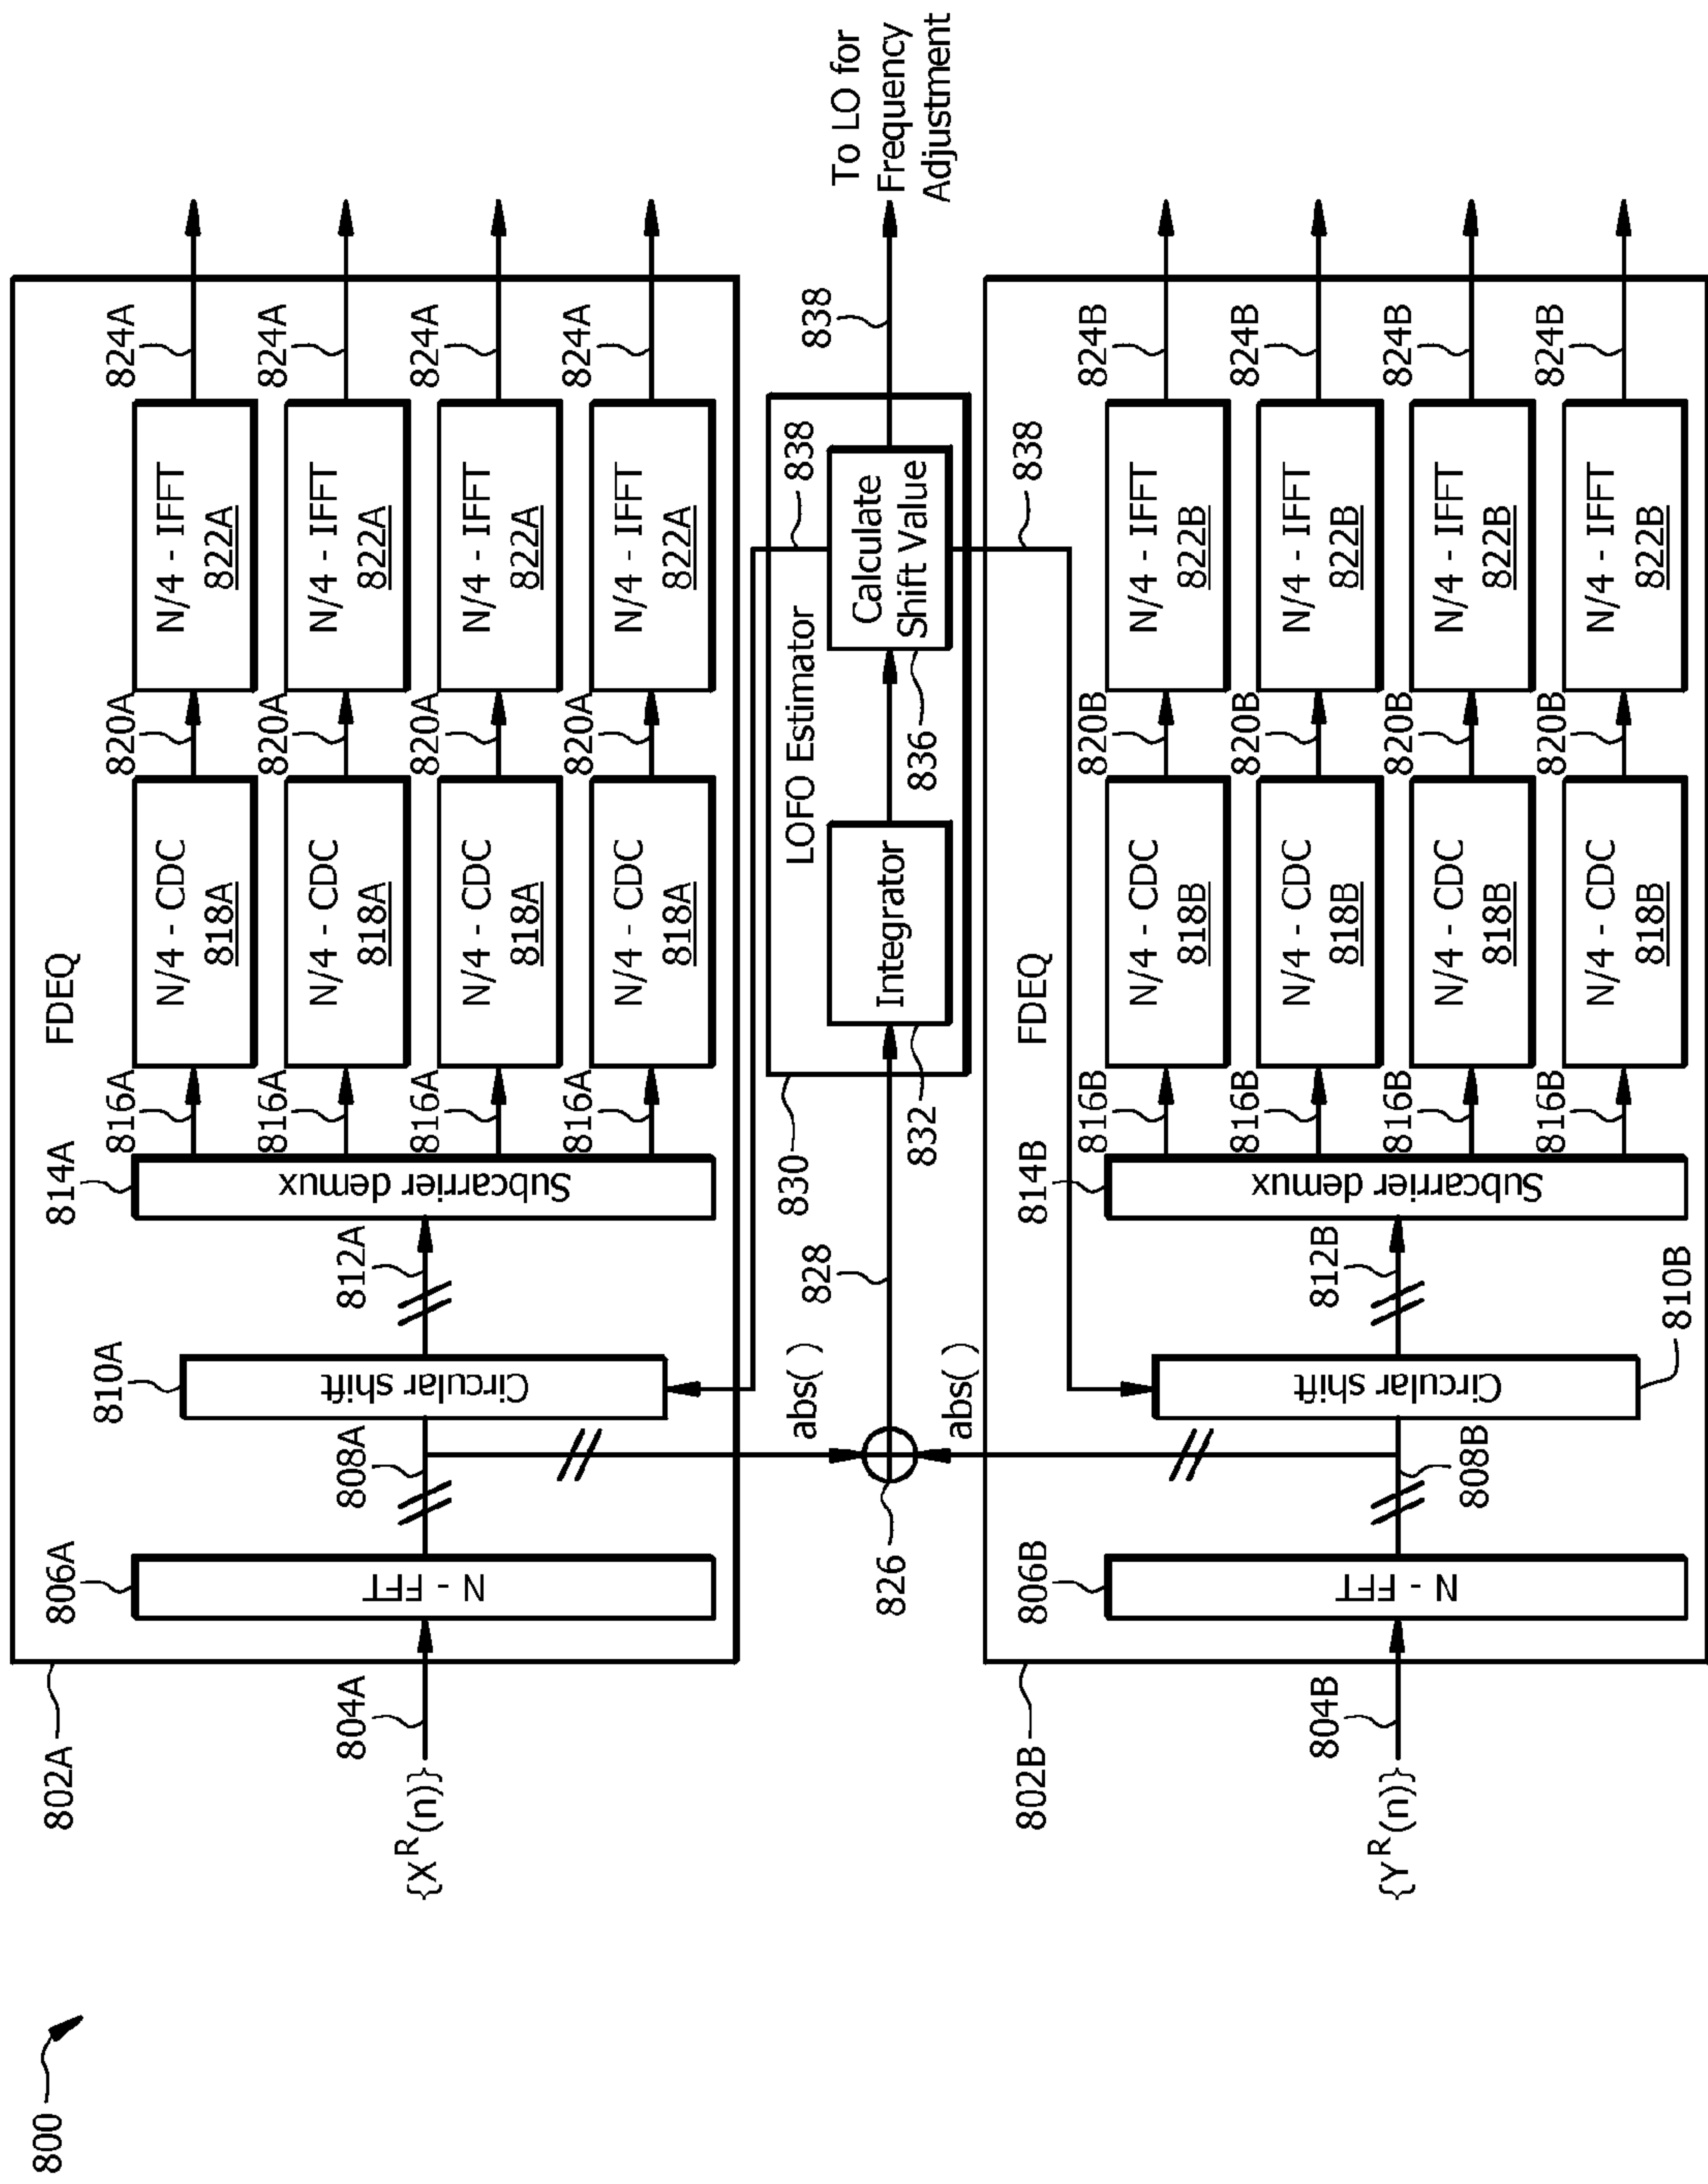 800
802A
{X^R(n)}
804A
806A
N - FFT
808A
810A
Circular shift
812A
814A
Subcarrier demux
FDEQ
816A
816A
816A
816A
N/4 - CDC
818A
N/4 - CDC
818A
N/4 - CDC
818A
N/4 - CDC
818A
820A
820A
820A
820A
N/4 - IFFT
822A
N/4 - IFFT
822A
N/4 - IFFT
822A
N/4 - IFFT
822A
824A
824A
824A
824A
abs( )
abs( )
826
828
830
LOFO Estimator
832
Integrator
836
Calculate
Shift Value
838
838
838
To LO for
Frequency
Adjustment
802B
{Y^R(n)}
804B
806B
N - FFT
808B
810B
Circular shift
812B
814B
Subcarrier demux
FDEQ
816B
816B
816B
816B
N/4 - CDC
818B
N/4 - CDC
818B
N/4 - CDC
818B
N/4 - CDC
818B
820B
820B
820B
820B
N/4 - IFFT
822B
N/4 - IFFT
822B
N/4 - IFFT
822B
N/4 - IFFT
822B
824B
824B
824B
824B